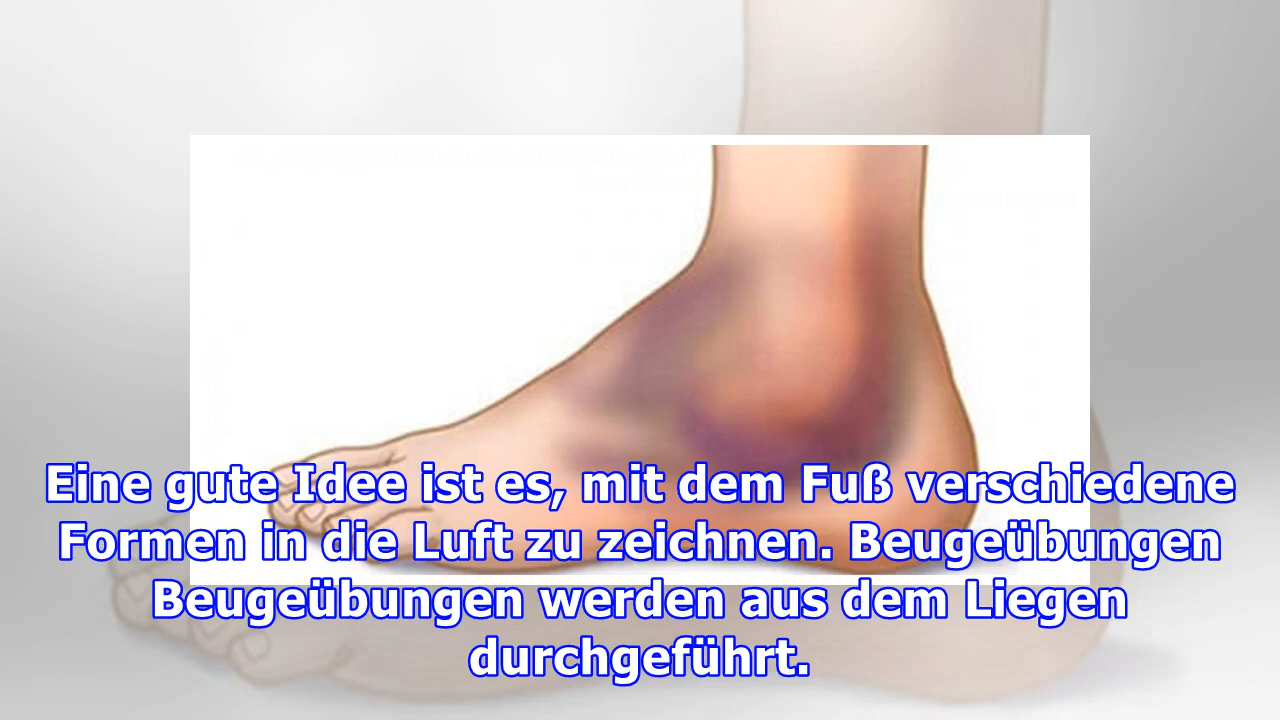 Eine gute Idee ist es, mit dem Fuß verschiedene
Formen in die Luft zu zeichnen. Beugeübungen
Beugeübungen werden aus dem Liegen
durchgeführt.